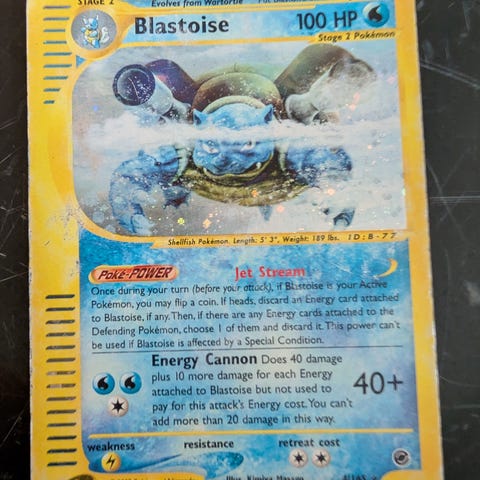 STAGE 2
Evolves from Wartortle
Blastoise
100 HP
Stage 2 Pokémon
Shellfish Pokémon. Length: 5' 3", Weight: 189 lbs. ID: B-77
Poké-POWER
Jet Stream
Once during your turn (before your attack), if Blastoise is your Active
Pokémon, you may flip a coin. If heads, discard an Energy card attached
to Blastoise, if any. Then, if there are any Energy cards attached to the
Defending Pokémon, choose 1 of them and discard it. This power can't
be used if Blastoise is affected by a Special Condition.
Energy Cannon Does 40 damage
plus 10 more damage for each Energy
attached to Blastoise but not used to
pay for this attack's Energy cost. You can't
add more than 20 damage in this way.
40+
weakness
resistance
retreat cost
Illus. Kimiya Masago